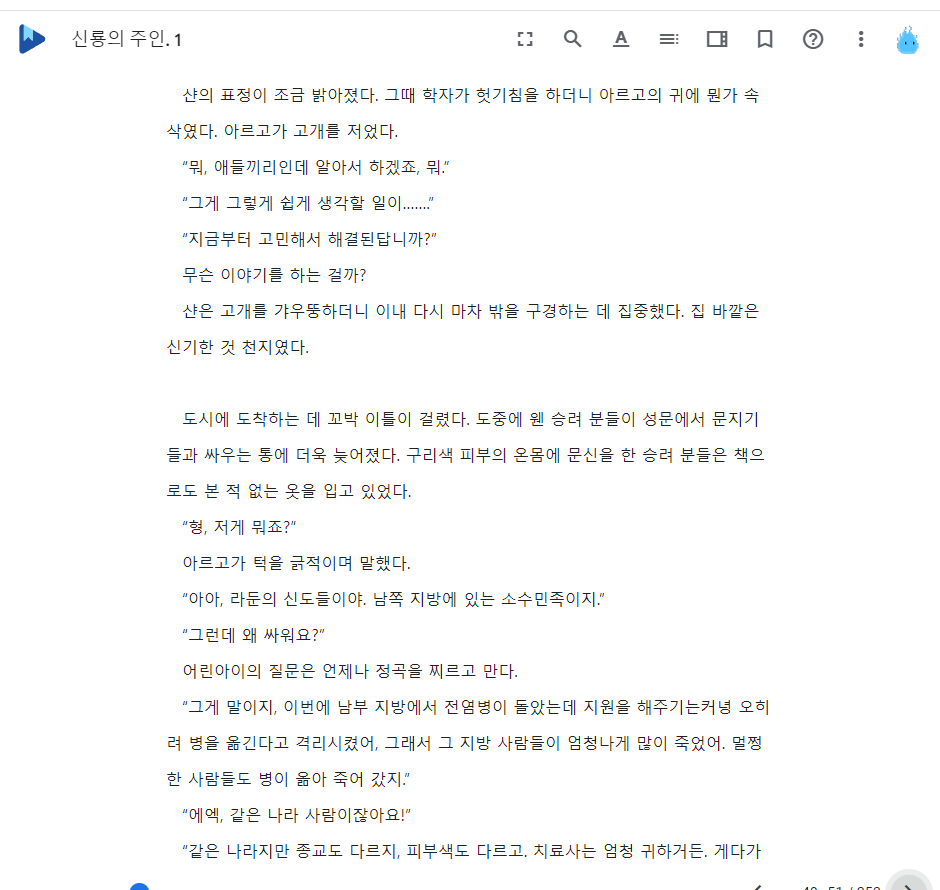 신룡의 주인. 1
샨의 표정이 조금 밝아졌다. 그때 학자가 헛기침을 하더니 아르고의 귀에 뭔가 속
삭였다. 아르고가 고개를 저었다.
“뭐, 애들끼리인데 알아서 하겠죠, 뭐.”
“그게 그렇게 쉽게 생각할 일이…….”
“지금부터 고민해서 해결된답니까?”
무슨 이야기를 하는 걸까?
샨은 고개를 갸우뚱하더니 이내 다시 마차 밖을 구경하는 데 집중했다. 집 바깥은
신기한 것 천지였다.
도시에 도착하는 데 꼬박 이틀이 걸렸다. 도중에 웬 승려 분들이 성문에서 문지기
들과 싸우는 통에 더욱 늦어졌다. 구리색 피부의 온몸에 문신을 한 승려 분들은 책으
로도 본 적 없는 옷을 입고 있었다.
“형, 저게 뭐죠?”
아르고가 턱을 긁적이며 말했다.
“아아, 라둔의 신도들이야. 남쪽 지방에 있는 소수민족이지.”
“그런데 왜 싸워요?”
어린아이의 질문은 언제나 정곡을 찌르고 만다.
“그게 말이지, 이번에 남부 지방에서 전염병이 돌았는데 지원을 해주기는커녕 오히
려 병을 옮긴다고 격리시켰어, 그래서 그 지방 사람들이 엄청나게 많이 죽었어. 멀쩡
한 사람들도 병이 옮아 죽어 갔지.”
“에엑, 같은 나라 사람이잖아요!”
“같은 나라지만 종교도 다르지, 피부색도 다르고. 치료사는 엄청 귀하거든. 게다가